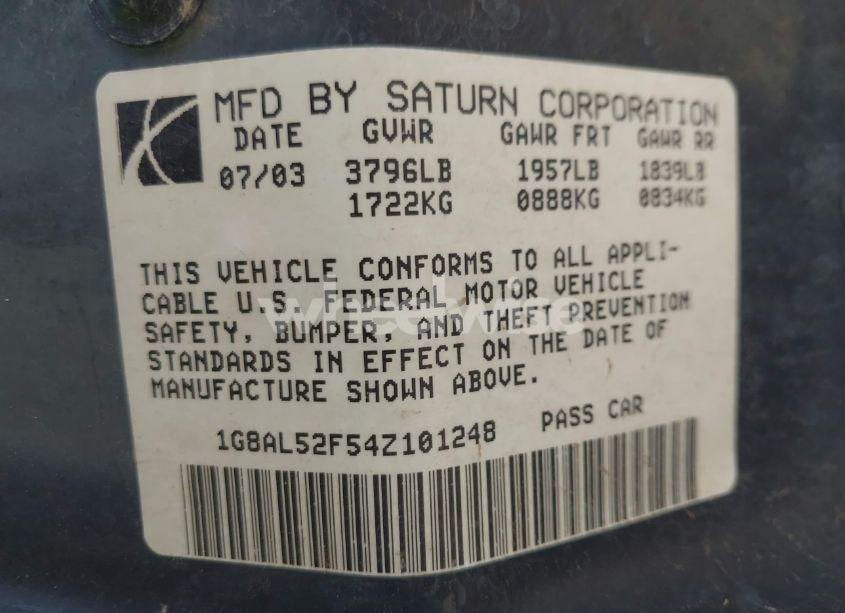 MFD BY SATURN CORPORATION
DATE GVWR GAWR FRT GAWR RR
07/03 3796LB 1957LB 1839LB
1722KG 0888KG 0834KG
THIS VEHICLE CONFORMS TO ALL APPLI-
CABLE U.S. FEDERAL MOTOR VEHICLE
SAFETY, BUMPER, AND THEFT PREVENTION
STANDARDS IN EFFECT ON THE DATE OF
MANUFACTURE SHOWN ABOVE.
1G8AL52F54Z101248 PASS CAR
wheelwise